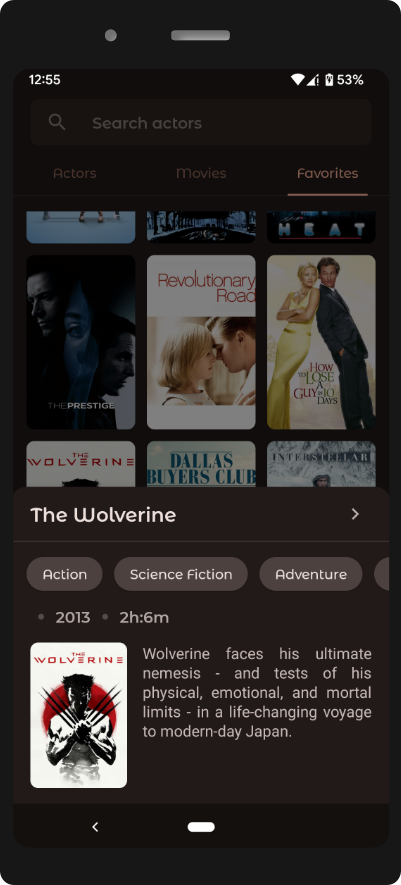 12:55
53%
Search actors
Actors
Movies
Favorites
HEAT
THE PRESTIGE
Revolutionary
Road
HOW
TO
LOSE
A
GUY IN 10
DAYS
THE
WOLVERINE
DALLAS
BUYERS CLUB
INTERSTELLAR
The Wolverine
Action
Science Fiction
Adventure
2013
2h:6m
THE
WOLVERINE
Wolverine faces his ultimate
nemesis - and tests of his
physical, emotional, and mortal
limits - in a life-changing voyage
to modern-day Japan.